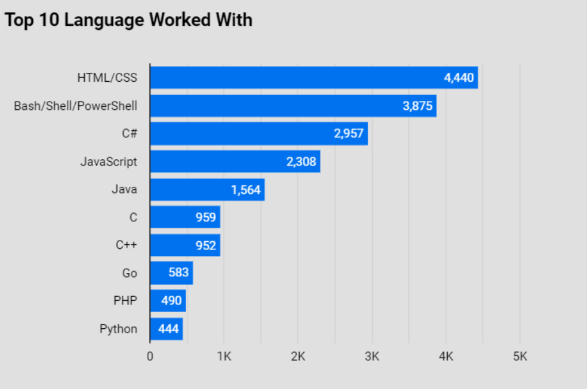 Top 10 Language Worked With
HTML/CSS 4,440
Bash/Shell/PowerShell 3,875
C# 2,957
JavaScript 2,308
Java 1,564
C 959
C++ 952
Go 583
PHP 490
Python 444
0 1K 2K 3K 4K 5K